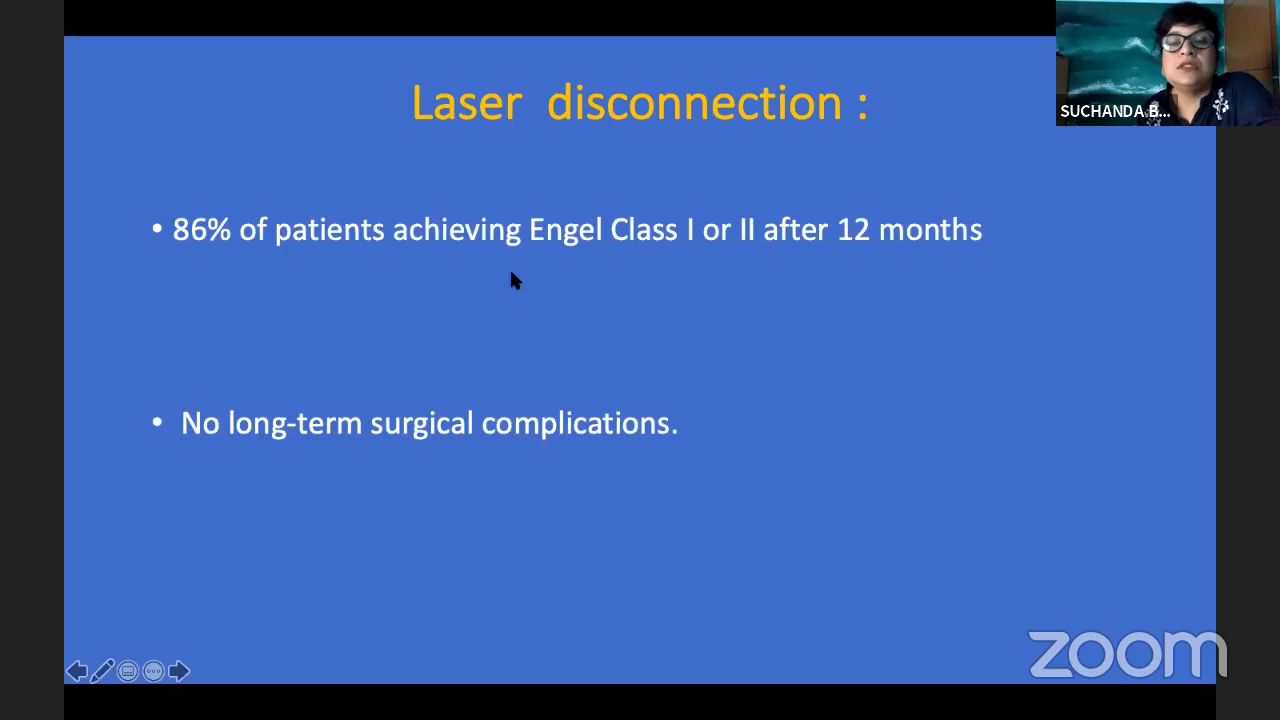 Laser disconnection :
SUCHANDA B...
• 86% of patients achieving Engel Class I or II after 12 months
• No long-term surgical complications.
zoom